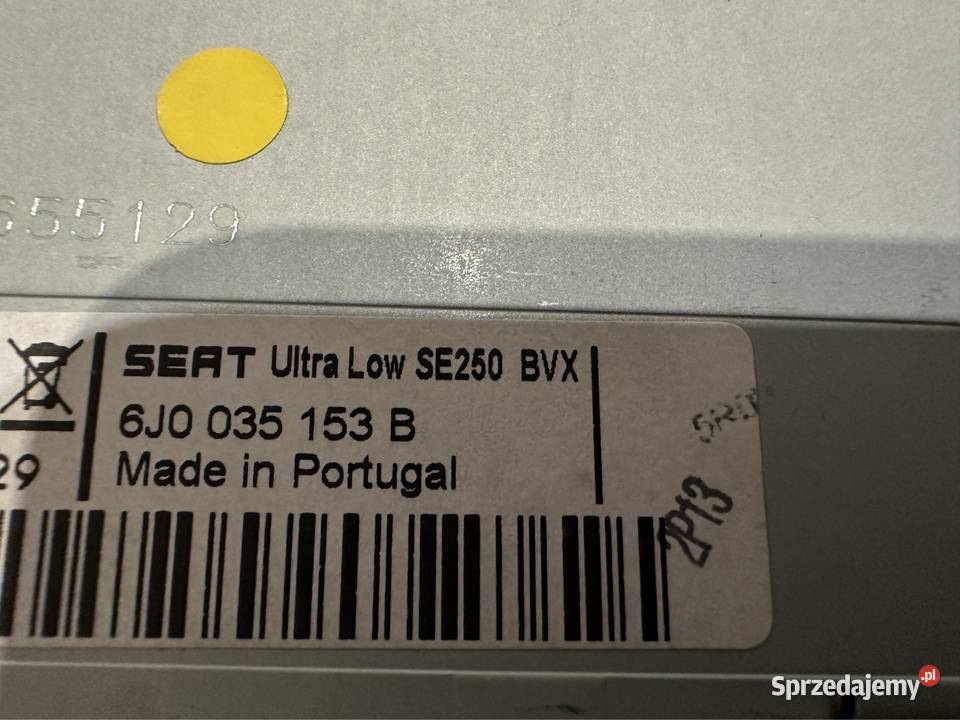 655129
SEAT Ultra Low SE250 BVX
6J0 035 153 B
29 Made in Portugal
2P13
Sprzedajemy.pl